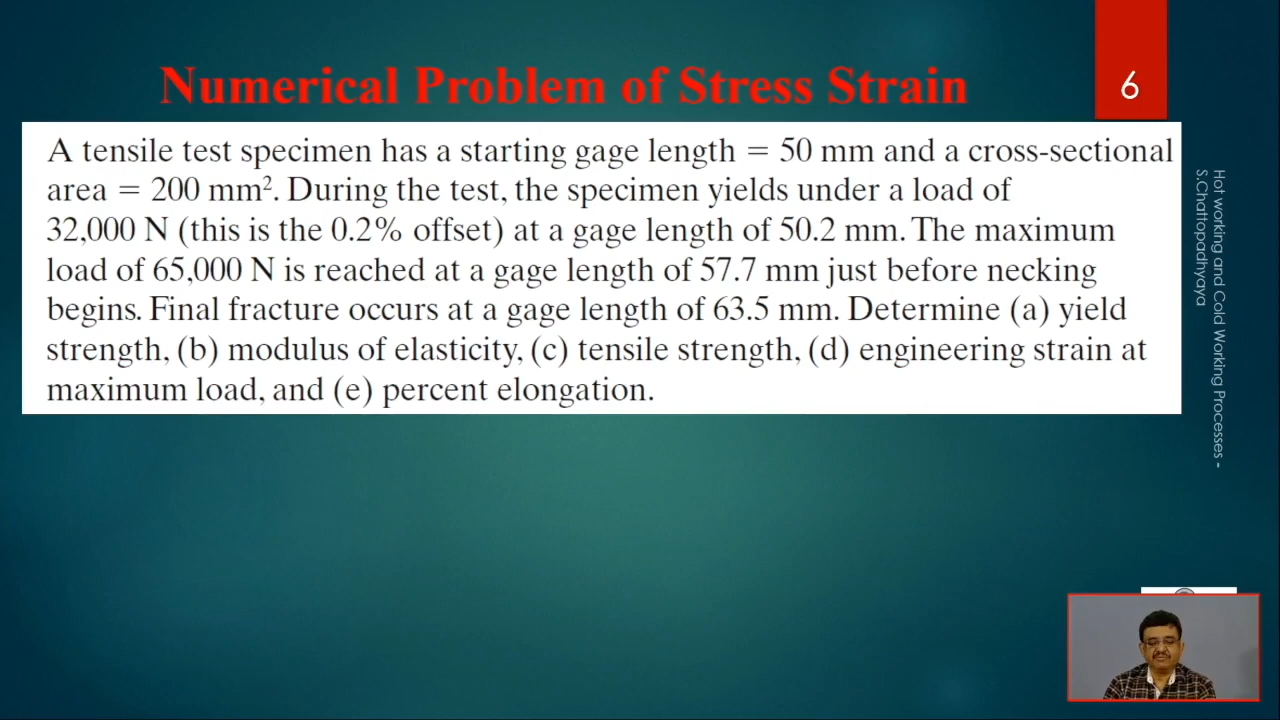 Numerical Problem of Stress Strain
6
A tensile test specimen has a starting gage length = 50 mm and a cross-sectional
area = 200 mm². During the test, the specimen yields under a load of
32,000 N (this is the 0.2% offset) at a gage length of 50.2 mm. The maximum
load of 65,000 N is reached at a gage length of 57.7 mm just before necking
begins. Final fracture occurs at a gage length of 63.5 mm. Determine (a) yield
strength, (b) modulus of elasticity, (c) tensile strength, (d) engineering strain at
maximum load, and (e) percent elongation.
Hot working and Cold Working Processes -
S.Chattopadhyaya